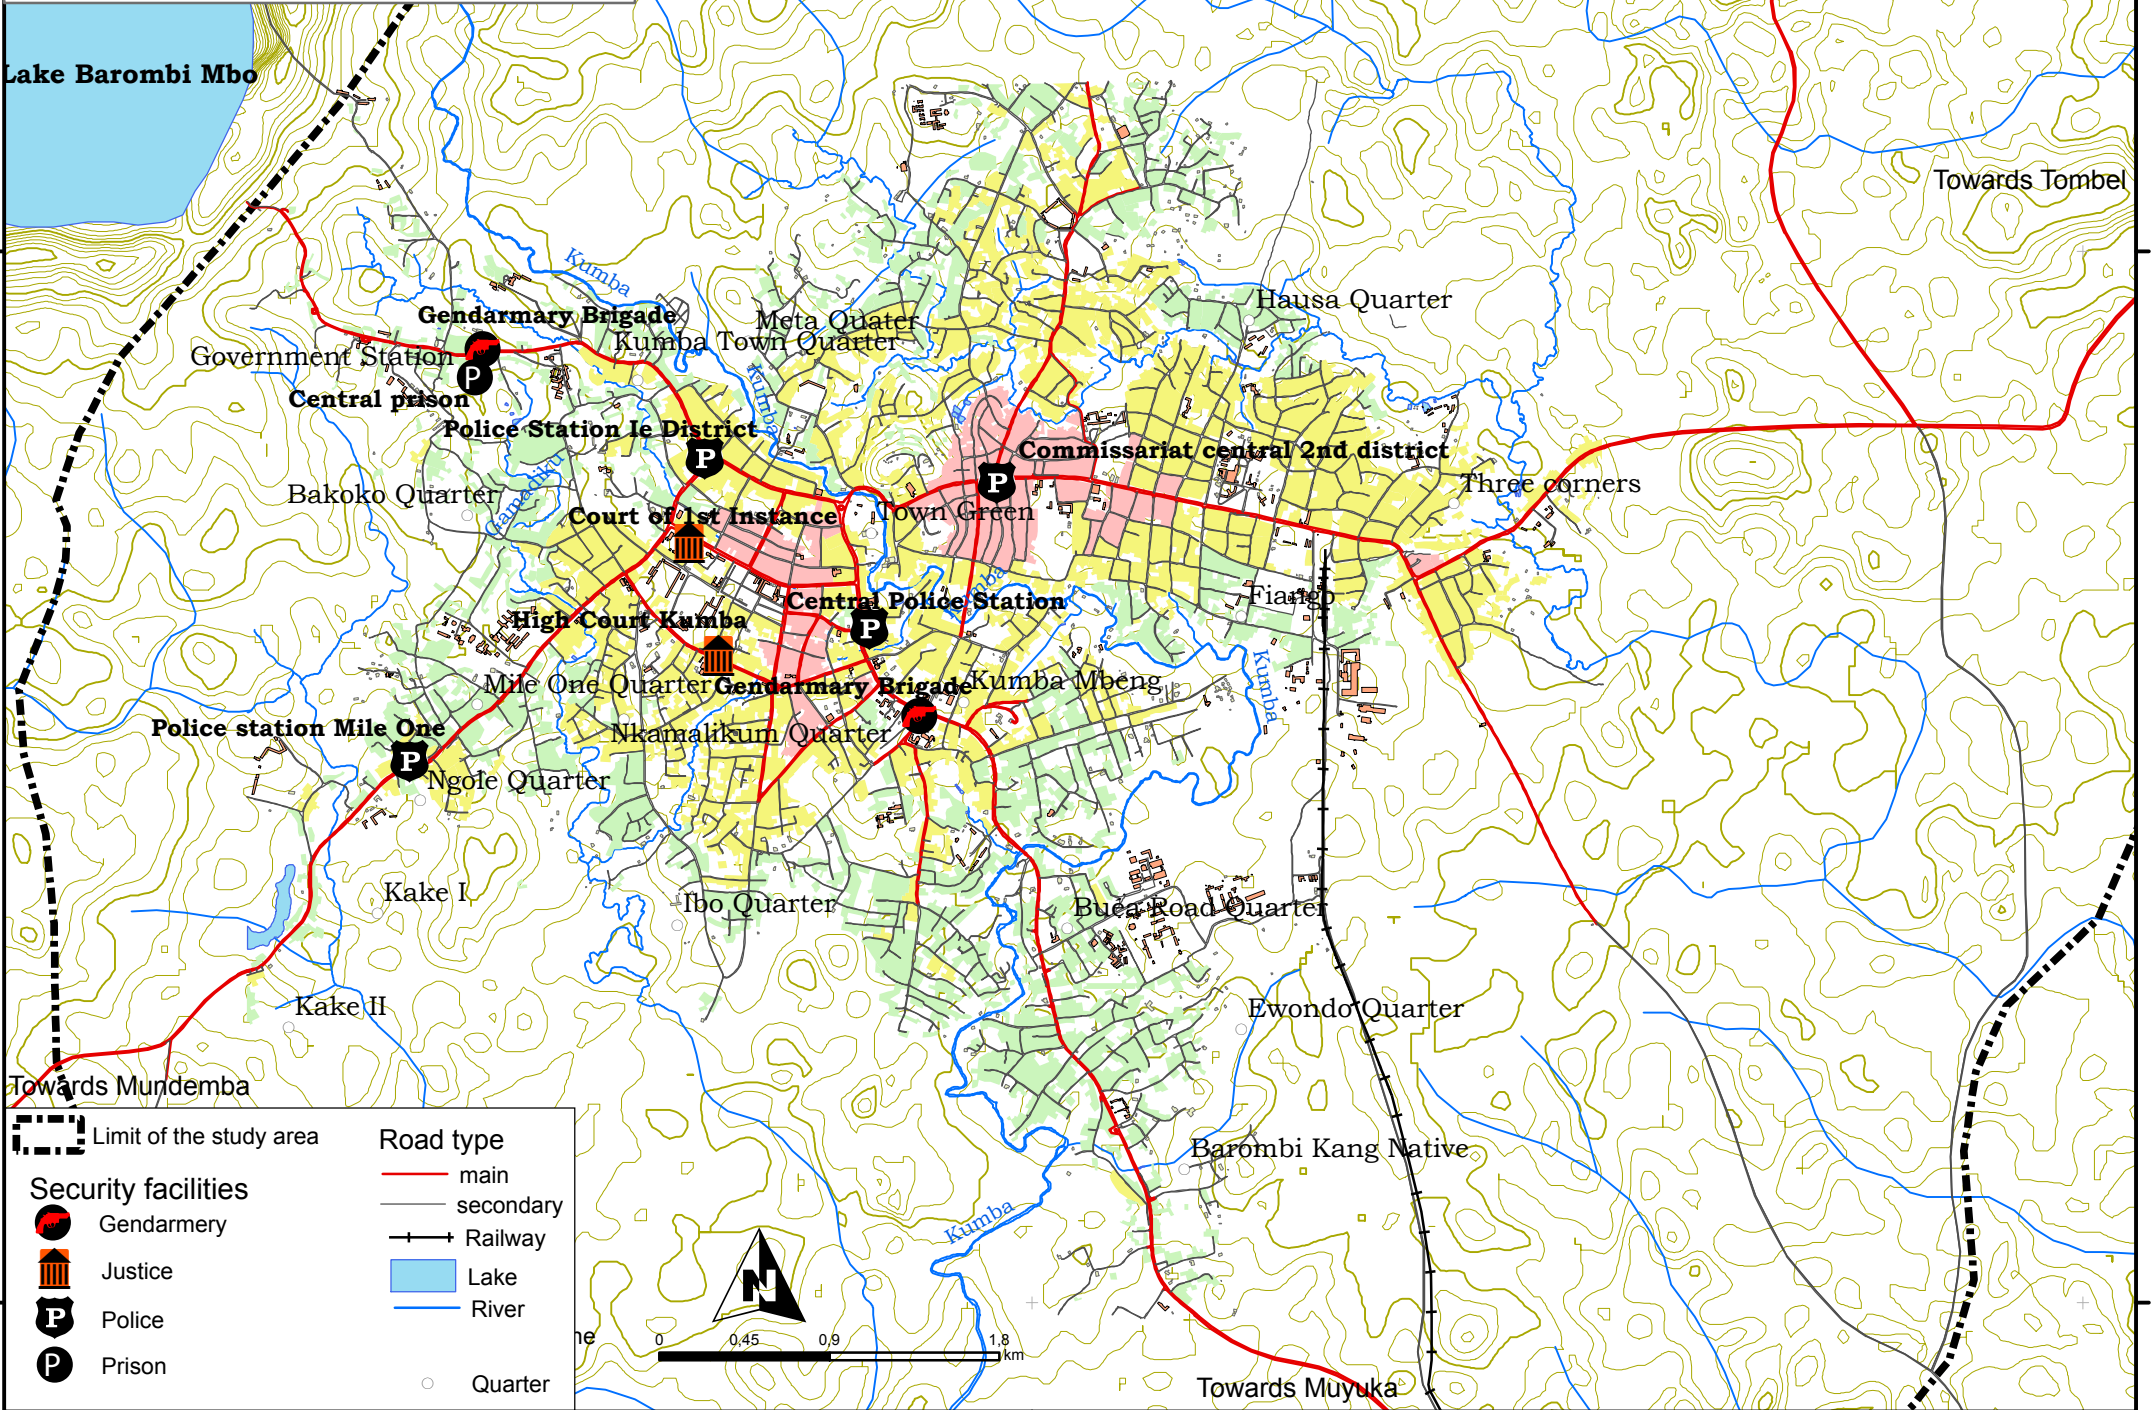 Lake Barombi Mbo
Towards Tombel
Kumba
Hausa Quarter
Gendarmary Brigade
Meta Quater
Kumba Town Quarter
Government Station
P
Central prison
Kumba
Police Station Ie District
P
Commissariat central 2nd district
P
Three corners
Bakoko Quarter
Gamadiku
Court of 1st Instance
Town Green
Kumba
Fiango
Central Police Station
P
High Court Kumba
Kumba
Mile One Quarter
Gendarmary Brigade
Kumba Mbeng
Police station Mile One
P
Nkamalikum Quarter
Ngole Quarter
Kake I
Ibo Quarter
Buea Road Quarter
Kake II
Ewondo Quarter
Towards Mundemba
Barombi Kang Native
Kumba
Limit of the study area
Security facilities
Gendarmery
Justice
P Police
P Prison
Road type
main
secondary
Railway
Lake
River
Quarter
ne
N
0 0,45 0,9 1,8
km
Towards Muyuka